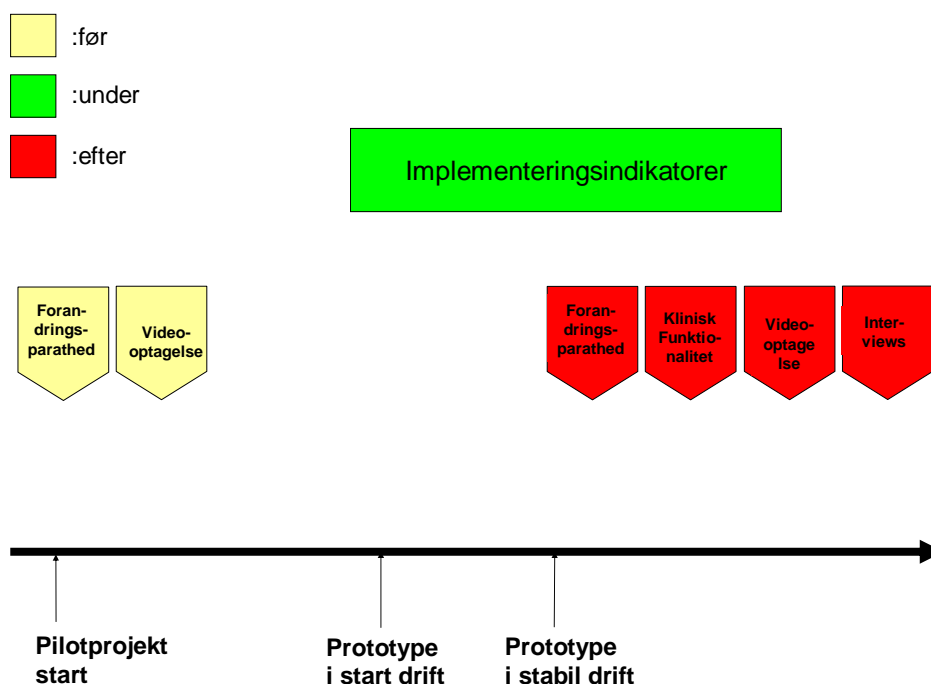 :før
:under
:efter
Implementeringsindikatorer
Foran-
drings-
parathed
Video-
optagelse
Foran-
drings-
parathed
Klinisk
Funktio-
nalitet
Video-
optage
lse
Inter-
views
Pilotprojekt
start
Prototype
i start drift
Prototype
i stabil drift